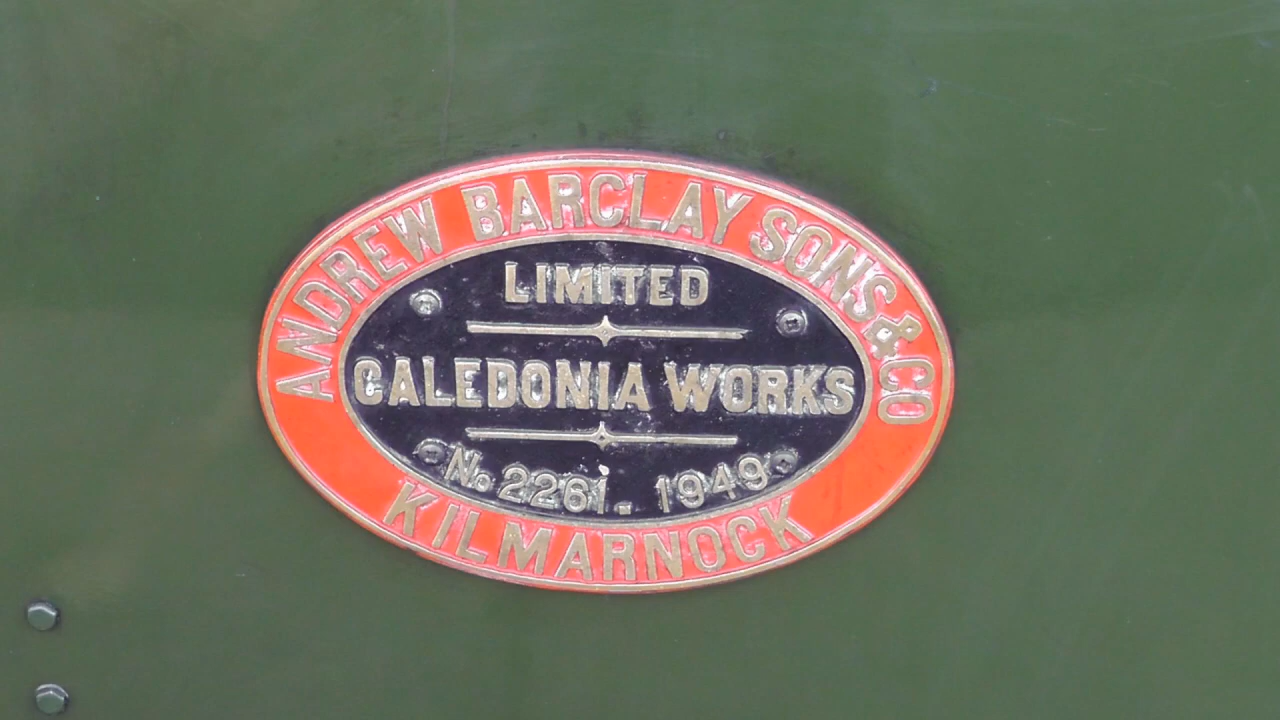 ANDREW BARCLAY SONS & CO
LIMITED
CALEDONIA WORKS
No 2261. 1949
KILMARNOCK